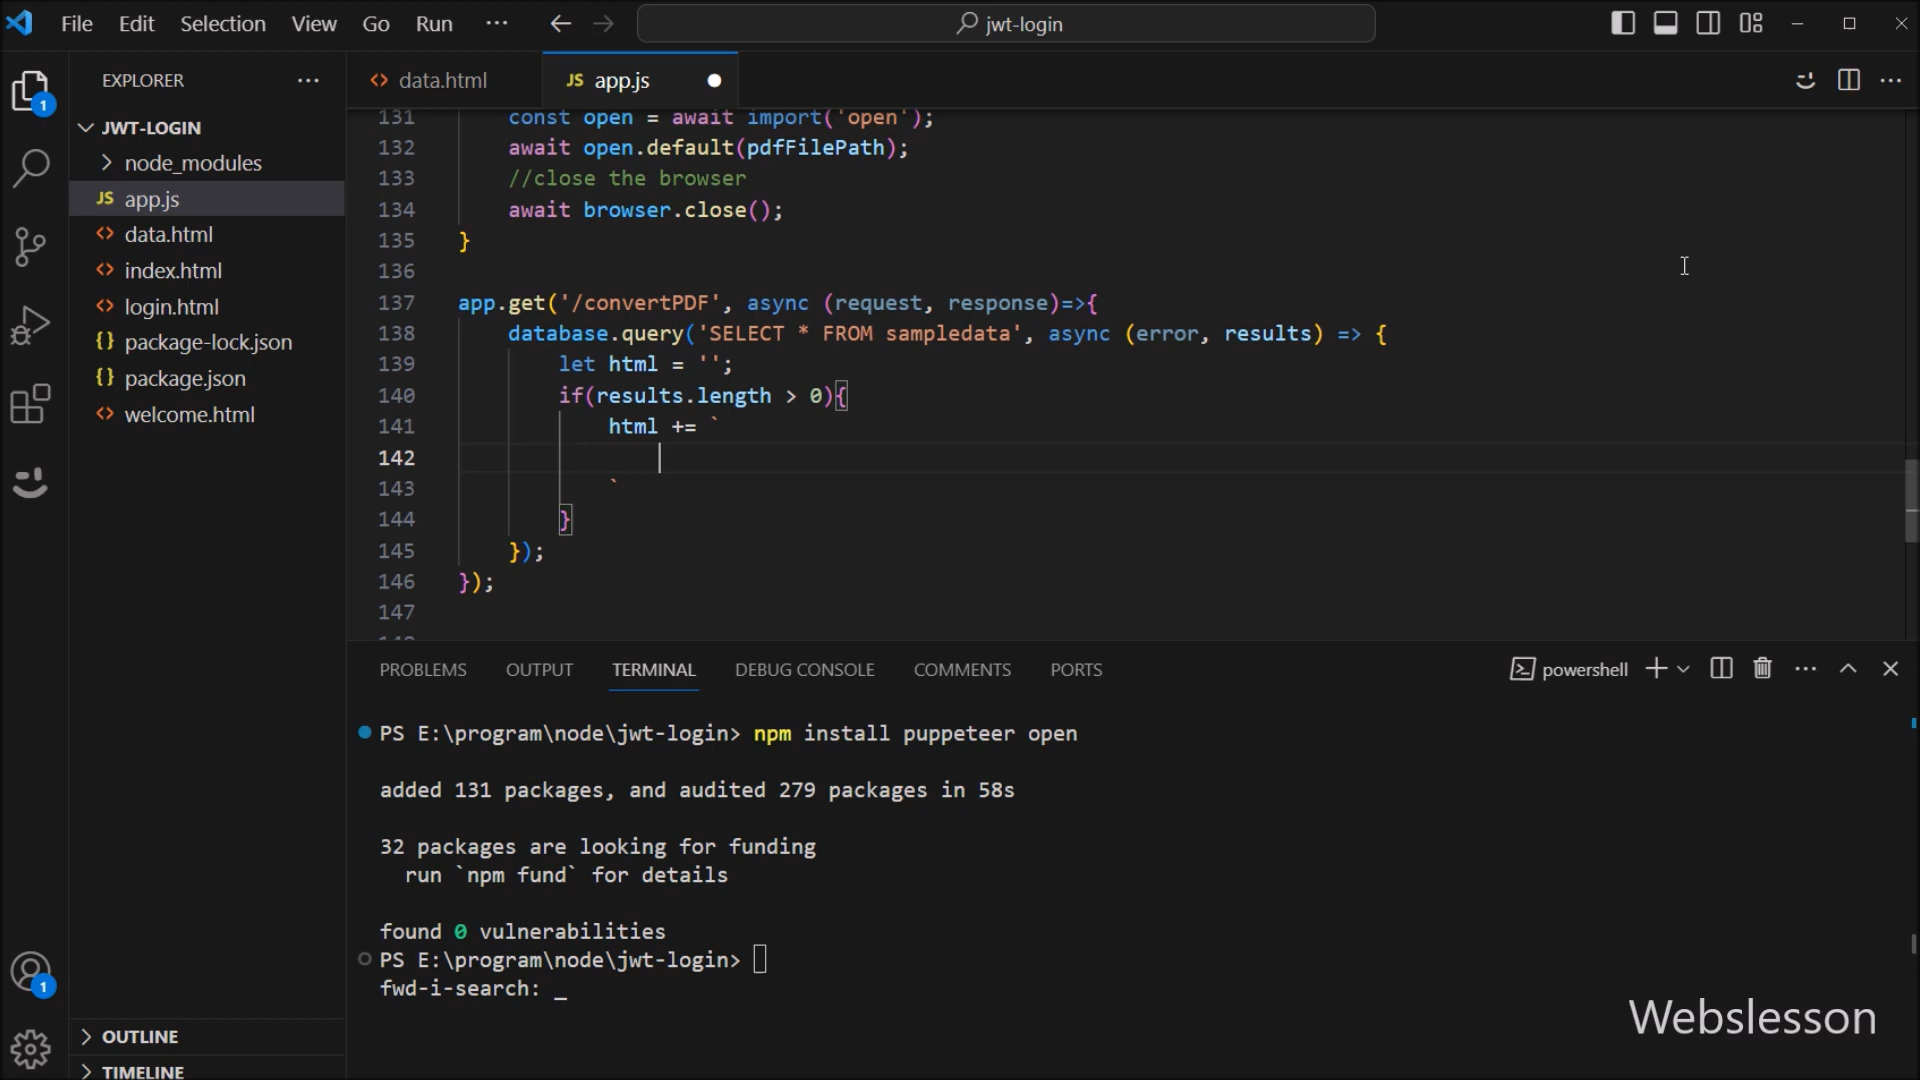 File Edit Selection View Go Run ··· jwt-login
EXPLORER ···
JWT-LOGIN
node_modules
JS app.js
data.html
index.html
login.html
{} package-lock.json
{} package.json
welcome.html
OUTLINE
TIMELINE
1
1
data.html JS app.js
131 const open = await import('open');
132 await open.default(pdfFilePath);
133 //close the browser
134 await browser.close();
135 }
136
137 app.get('/convertPDF', async (request, response)=>{
138 database.query('SELECT * FROM sampledata', async (error, results) => {
139 let html = '';
140 if(results.length > 0){
141 html += `
142
143 `
144 }
145 });
146 });
147
PROBLEMS OUTPUT TERMINAL DEBUG CONSOLE COMMENTS PORTS powershell
PS E:\program\node\jwt-login> npm install puppeteer open
added 131 packages, and audited 279 packages in 58s
32 packages are looking for funding
run `npm fund` for details
found 0 vulnerabilities
PS E:\program\node\jwt-login>
fwd-i-search: _
Webslesson